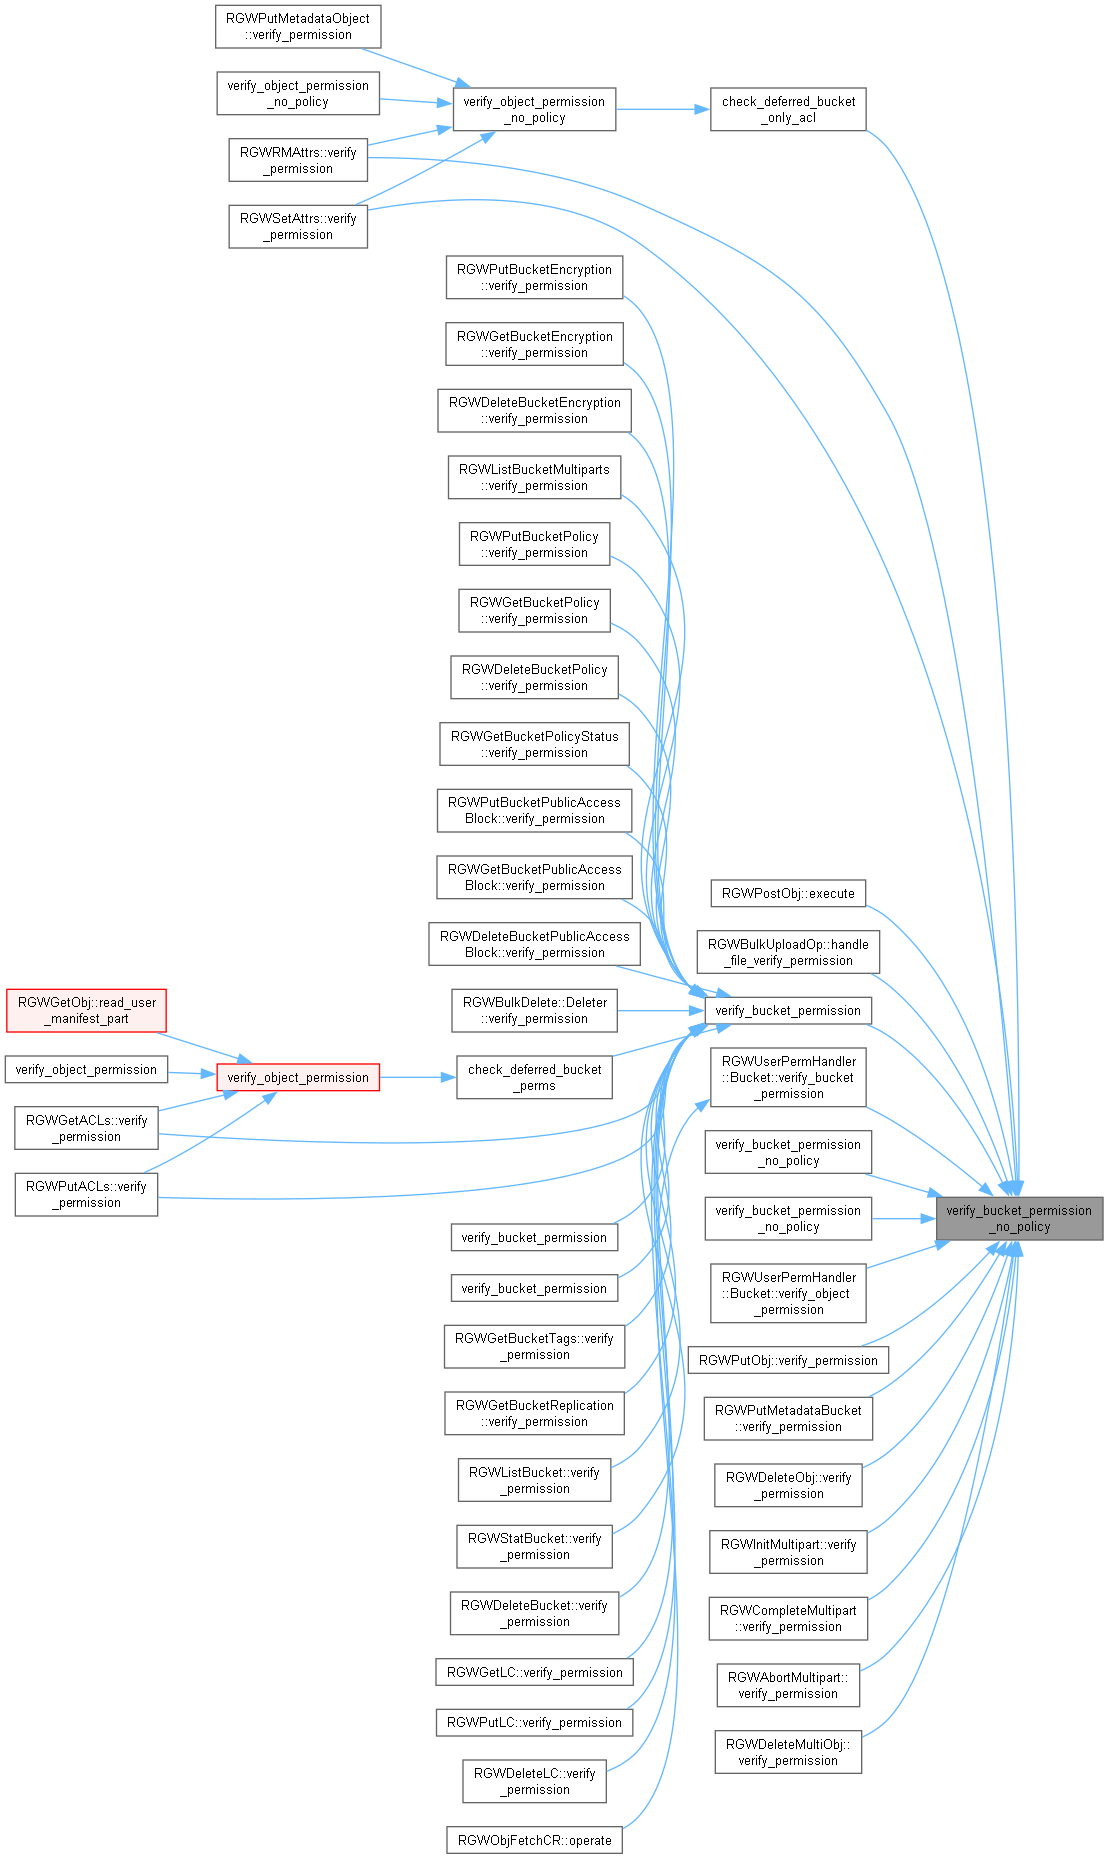 RGWPutMetadataObject
::verify_permission
verify_object_permission
_no_policy
verify_object_permission
_no_policy
check_deferred_bucket
_only_acl
RGWRMAttrs::verify
_permission
RGWSetAttrs::verify
_permission
RGWPutBucketEncryption
::verify_permission
RGWGetBucketEncryption
::verify_permission
RGWDeleteBucketEncryption
::verify_permission
RGWListBucketMultiparts
::verify_permission
RGWPutBucketPolicy
::verify_permission
RGWGetBucketPolicy
::verify_permission
RGWDeleteBucketPolicy
::verify_permission
RGWGetBucketPolicyStatus
::verify_permission
RGWPutBucketPublicAccess
Block::verify_permission
RGWGetBucketPublicAccess
Block::verify_permission
RGWPostObj::execute
RGWDeleteBucketPublicAccess
Block::verify_permission
RGWBulkUploadOp::handle
_file_verify_permission
RGWGetObj::read_user
_manifest_part
RGWBulkDelete::Deleter
::verify_permission
verify_bucket_permission
verify_object_permission
verify_object_permission
check_deferred_bucket
_perms
RGWUserPermHandler
::Bucket::verify_bucket
_permission
RGWGetACLs::verify
_permission
verify_bucket_permission
_no_policy
RGWPutACLs::verify
_permission
verify_bucket_permission
_no_policy
verify_bucket_permission
_no_policy
verify_bucket_permission
verify_bucket_permission
RGWUserPermHandler
::Bucket::verify_object
_permission
RGWGetBucketTags::verify
_permission
RGWPutObj::verify_permission
RGWGetBucketReplication
::verify_permission
RGWPutMetadataBucket
::verify_permission
RGWListBucket::verify
_permission
RGWDeleteObj::verify
_permission
RGWStatBucket::verify
_permission
RGWInitMultipart::verify
_permission
RGWDeleteBucket::verify
_permission
RGWCompleteMultipart
::verify_permission
RGWGetLC::verify_permission
RGWAbortMultipart::
verify_permission
RGWPutLC::verify_permission
RGWDeleteMultiObj::
verify_permission
RGWDeleteLC::verify
_permission
RGWObjFetchCR::operate